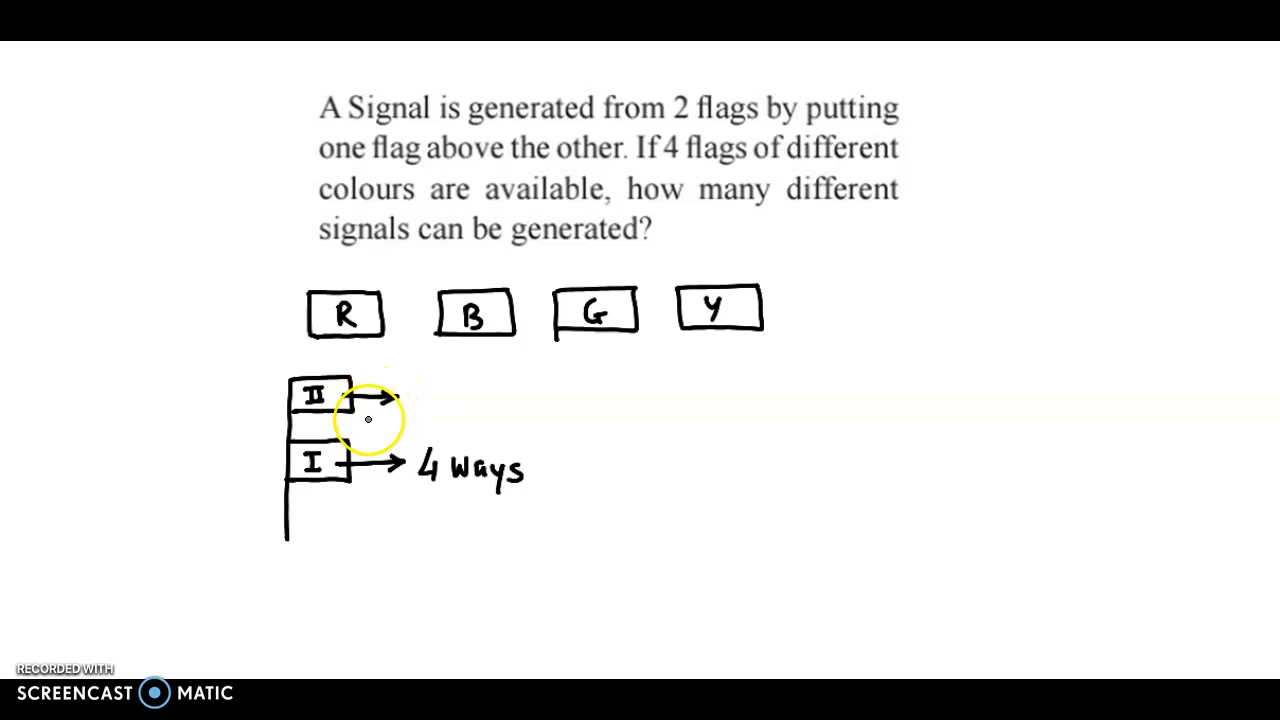 A Signal is generated from 2 flags by putting
one flag above the other. If 4 flags of different
colours are available, how many different
signals can be generated?
R B G Y
II
I 4 ways
RECORDED WITH
SCREENCAST MATIC